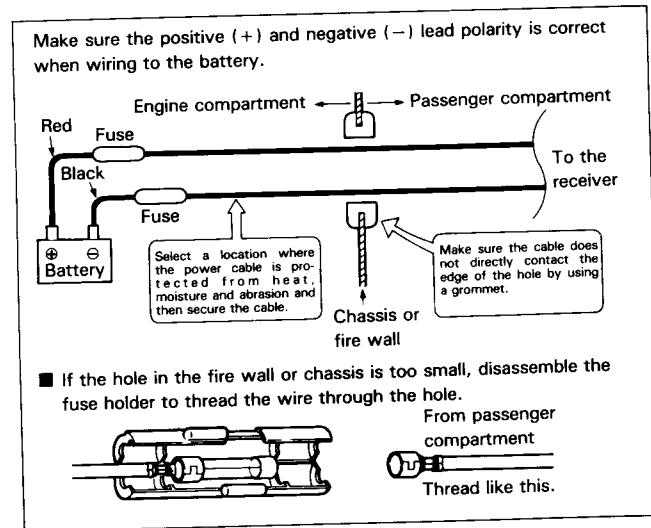 Make sure the positive (+) and negative (−) lead polarity is correct
when wiring to the battery.
Engine compartment
Passenger compartment
Red
Fuse
To the
receiver
Black
Fuse
⊕ ⊖
Battery
Select a location where
the power cable is pro-
tected from heat,
moisture and abrasion and
then secure the cable.
Make sure the cable does
not directly contact the
edge of the hole by using
a grommet.
Chassis or
fire wall
■ If the hole in the fire wall or chassis is too small, disassemble the
fuse holder to thread the wire through the hole.
From passenger
compartment
Thread like this.